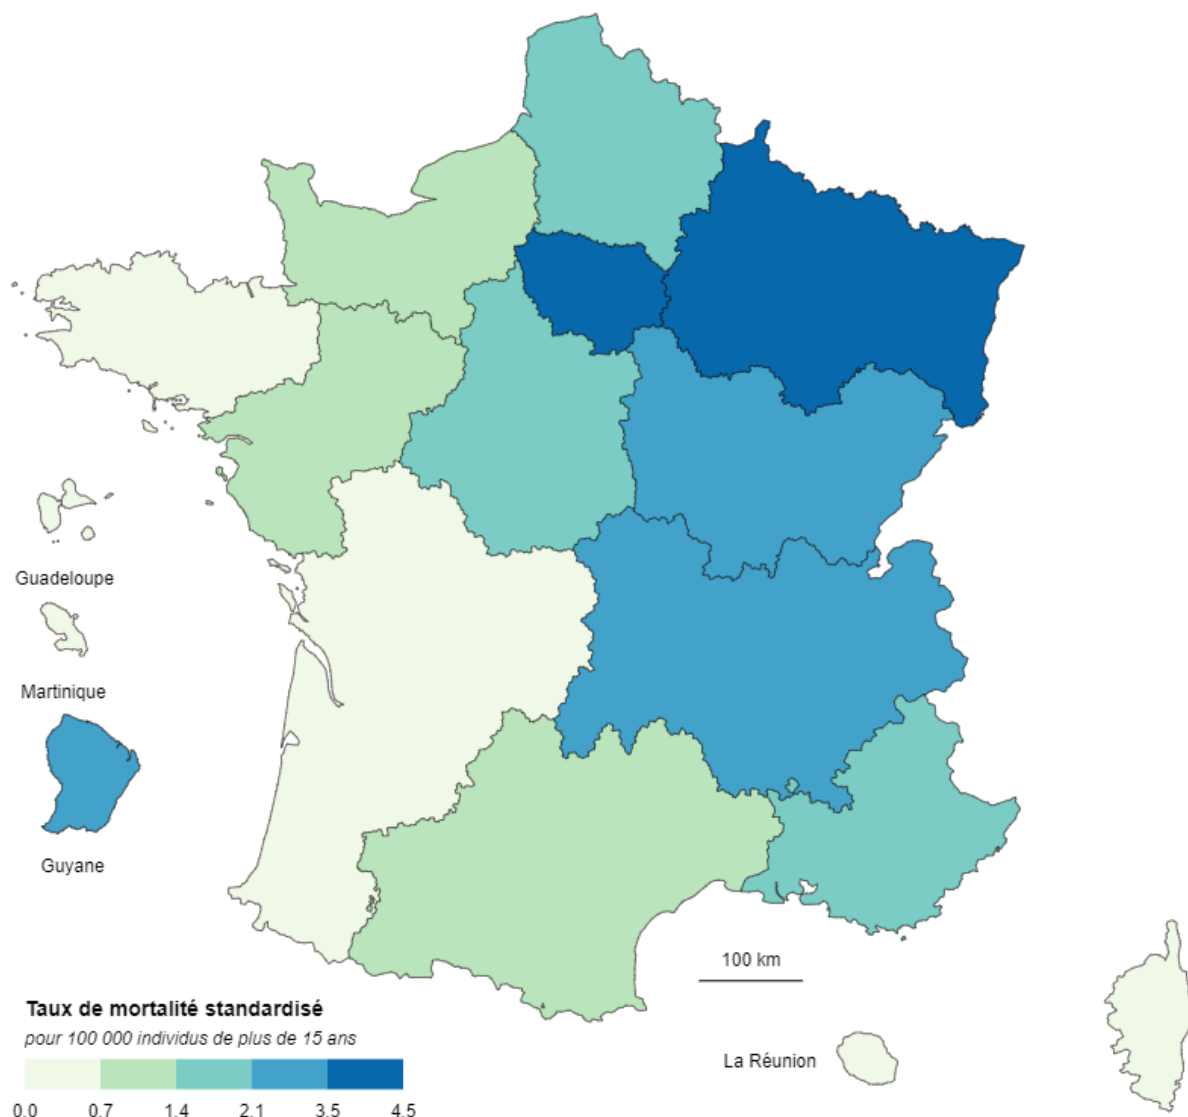 Guadeloupe
Martinique
Guyane
100 km
Taux de mortalité standardisé
pour 100 000 individus de plus de 15 ans
La Réunion
0.0 0.7 1.4 2.1 3.5 4.5